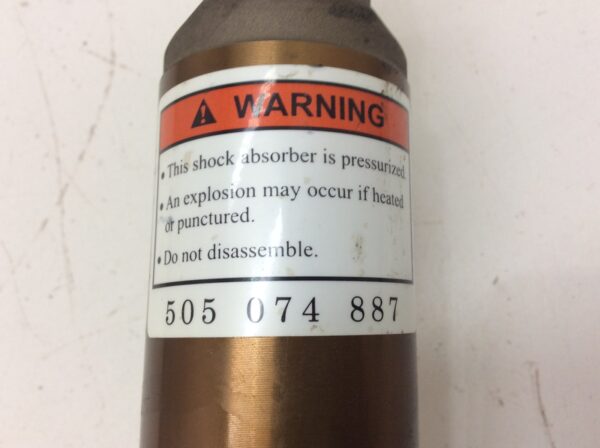 WARNING
• This shock absorber is pressurized.
• An explosion may occur if heated
or punctured.
• Do not disassemble.
505 074 887